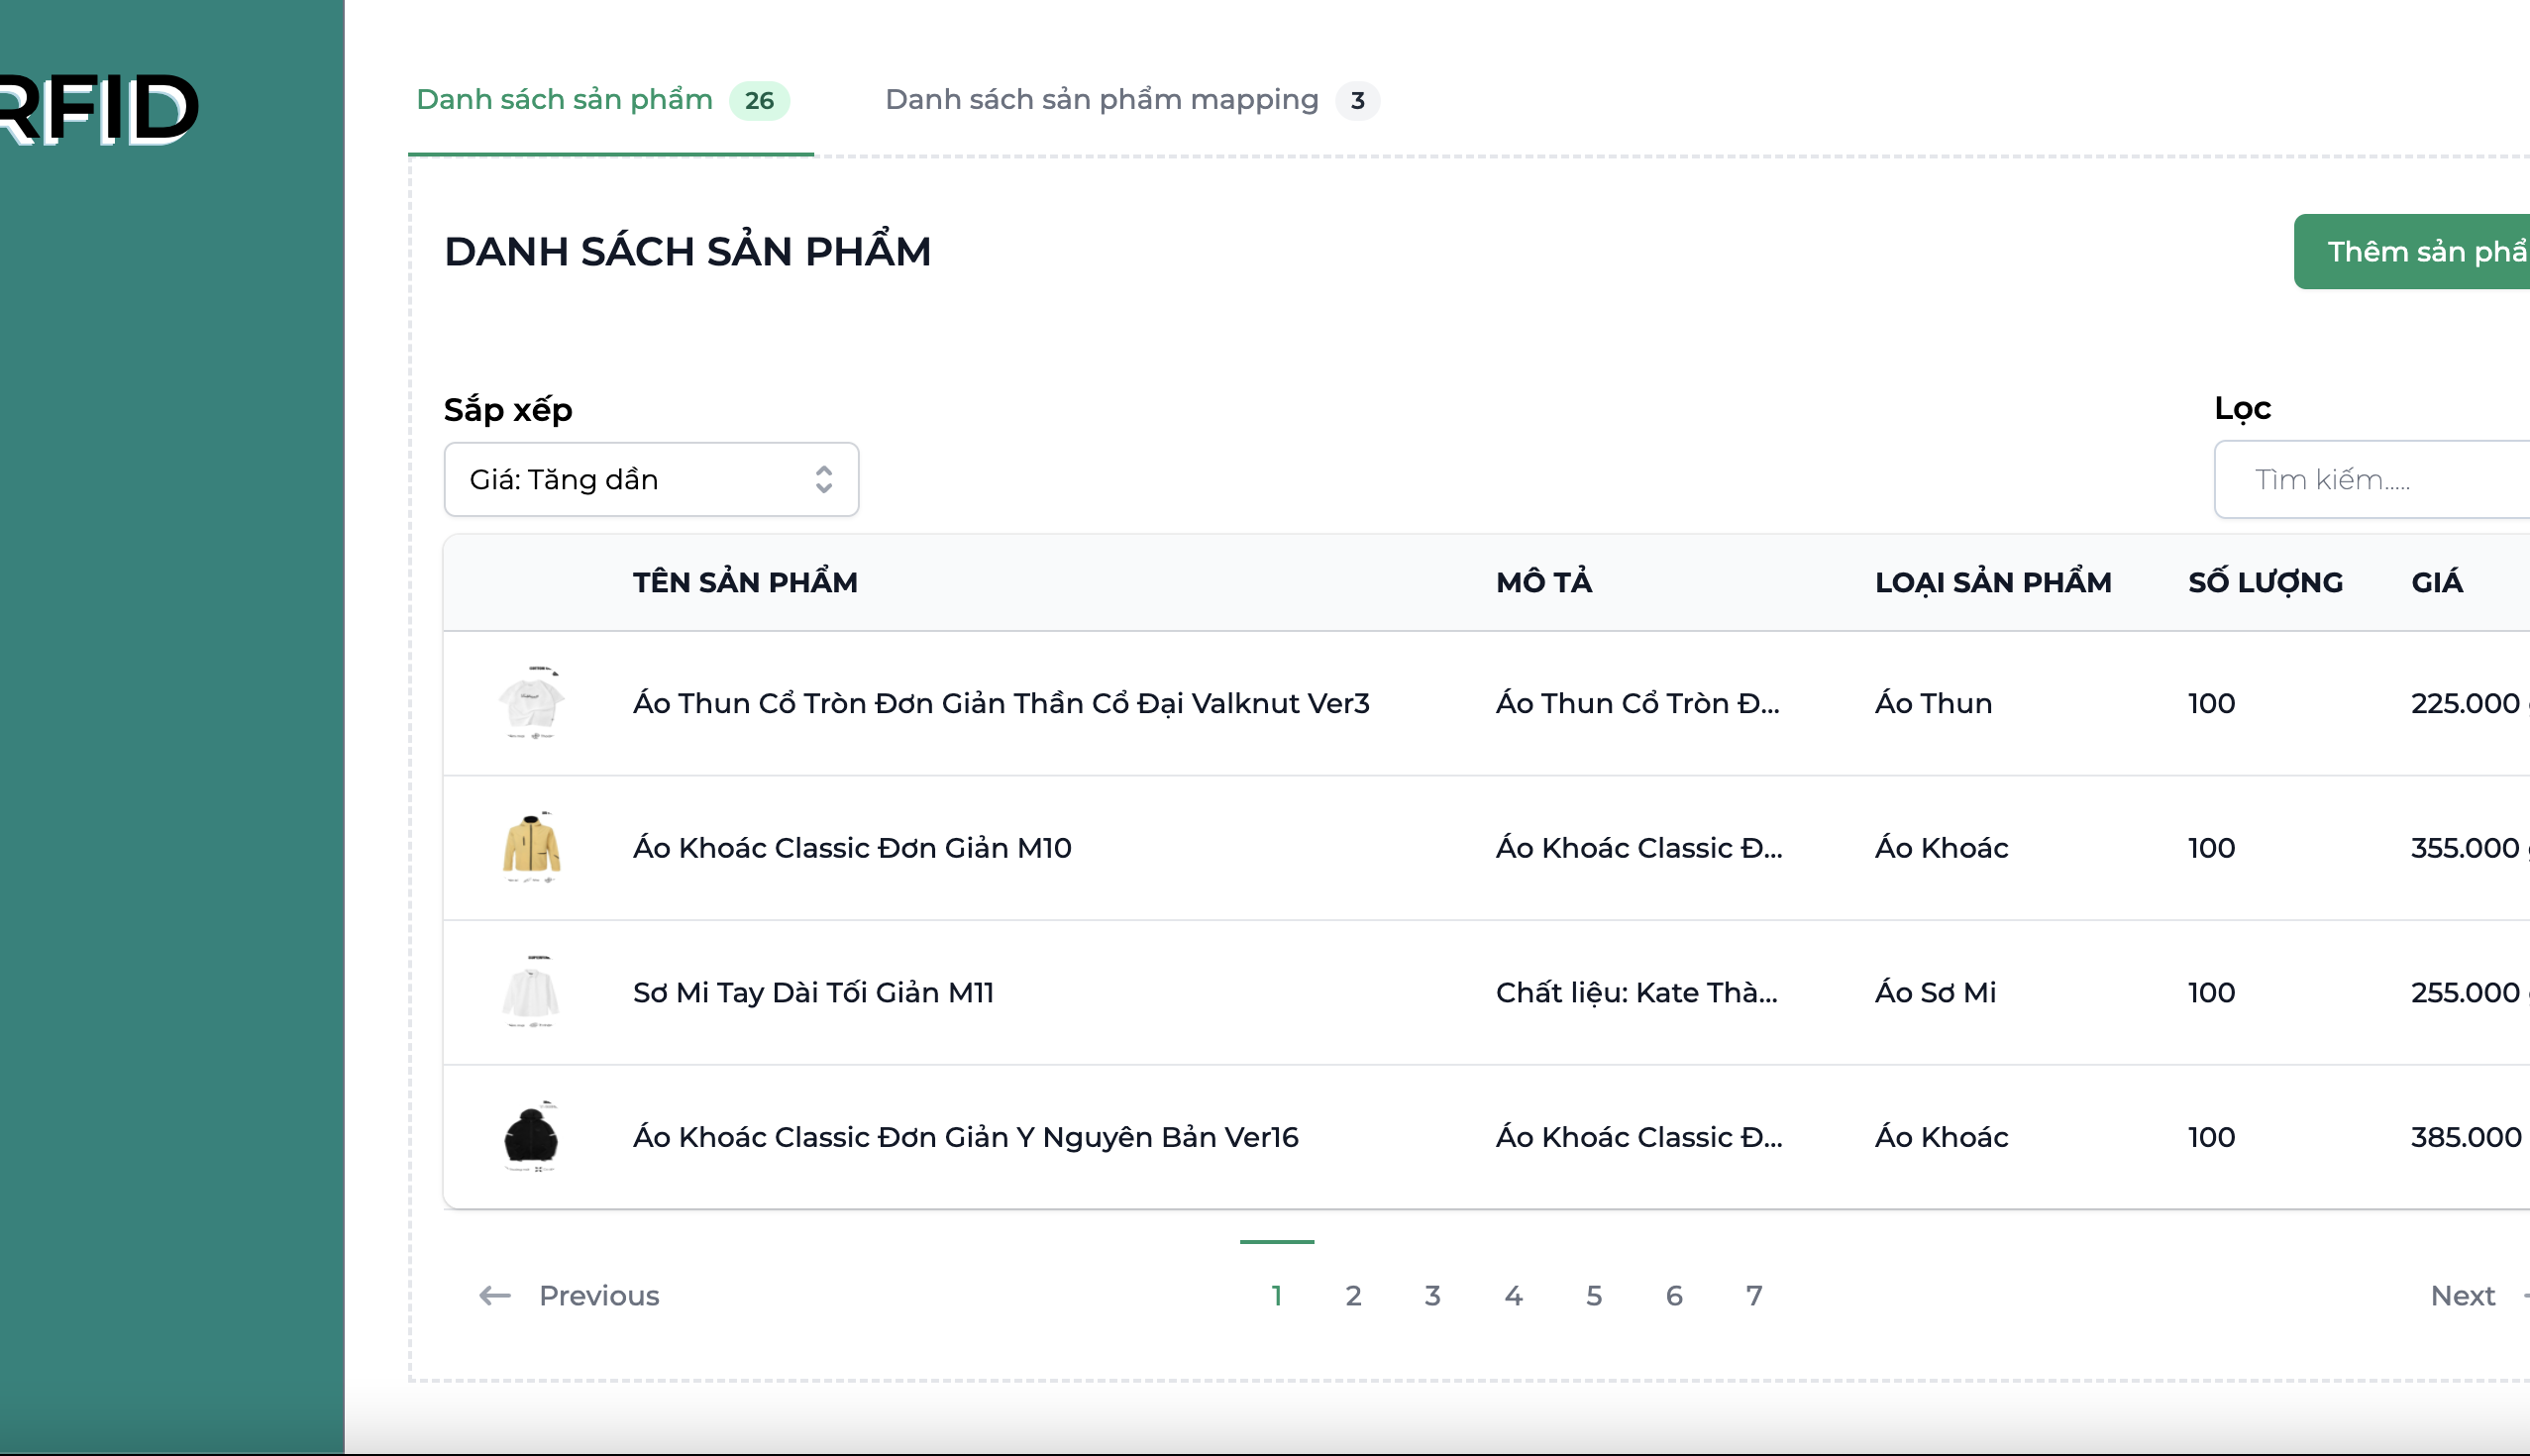 RFID
Danh sách sản phẩm 26 Danh sách sản phẩm mapping 3
DANH SÁCH SẢN PHẨM
Thêm sản phẩ
Sắp xếp Lọc
Giá: Tăng dần Tìm kiếm.....
TÊN SẢN PHẨM MÔ TẢ LOẠI SẢN PHẨM SỐ LƯỢNG GIÁ
Áo Thun Cổ Tròn Đơn Giản Thần Cổ Đại Valknut Ver3 Áo Thun Cổ Tròn Đ... Áo Thun 100 225.000
Áo Khoác Classic Đơn Giản M10 Áo Khoác Classic Đ... Áo Khoác 100 355.000
Sơ Mi Tay Dài Tối Giản M11 Chất liệu: Kate Thà... Áo Sơ Mi 100 255.000
Áo Khoác Classic Đơn Giản Y Nguyên Bản Ver16 Áo Khoác Classic Đ... Áo Khoác 100 385.000
Previous 1 2 3 4 5 6 7 Next